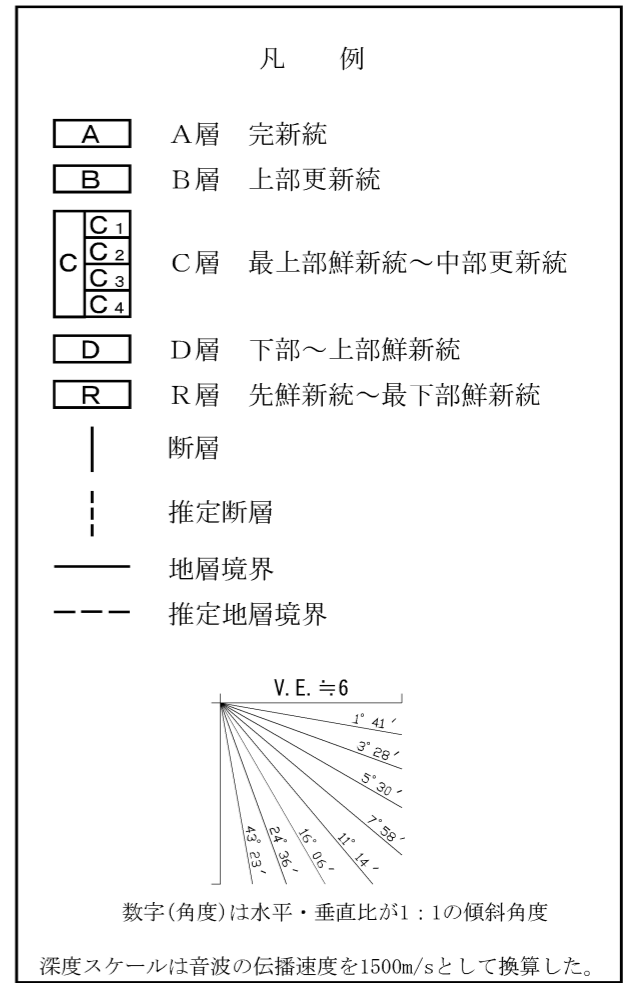 凡　例
A　Ａ層　完新統
B　Ｂ層　上部更新統
C　C1　C2　C3　C4　Ｃ層　最上部鮮新統～中部更新統
D　Ｄ層　下部～上部鮮新統
R　Ｒ層　先鮮新統～最下部鮮新統
断層
推定断層
地層境界
推定地層境界
V.E.≒6
1°41′
3°28′
5°30′
7°58′
11°14′
16°06′
24°36′
43°23′
数字(角度)は水平・垂直比が1：1の傾斜角度
深度スケールは音波の伝播速度を1500m/sとして換算した。